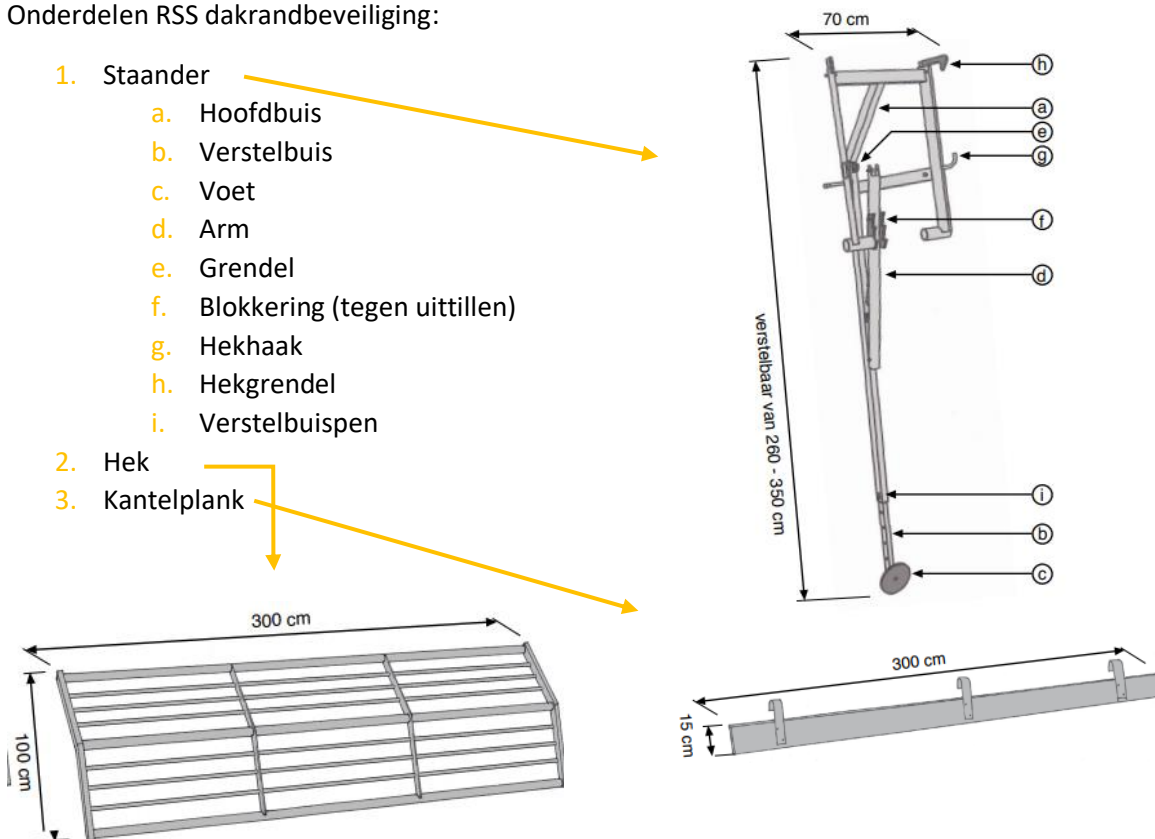 Onderdelen RSS dakrandbeveiliging:
1. Staander
a. Hoofdbuis
b. Verstelbuis
c. Voet
d. Arm
e. Grendel
f. Blokkering (tegen uittillen)
g. Hekhaak
h. Hekgrendel
i. Verstelbuispen
2. Hek
3. Kantelplank
70 cm
h
a
e
g
f
d
verstelbaar van 260 - 350 cm
i
b
c
300 cm
100 cm
300 cm
15 cm